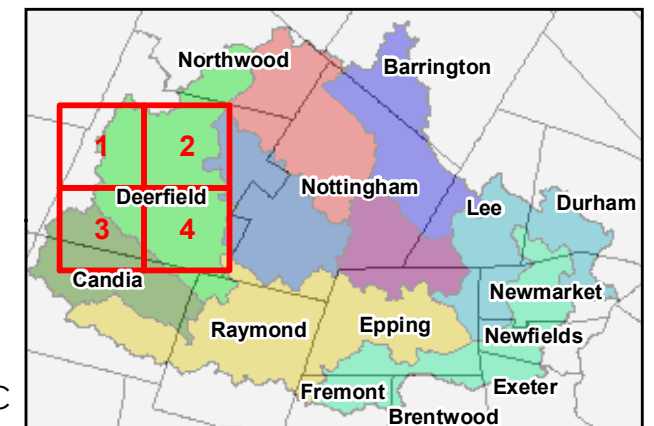 Northwood
Barrington
1 2
Nottingham
Deerfield
Lee
Durham
3 4
Candia
Newmarket
Raymond
Epping
Newfields
Fremont
Exeter
Brentwood
C